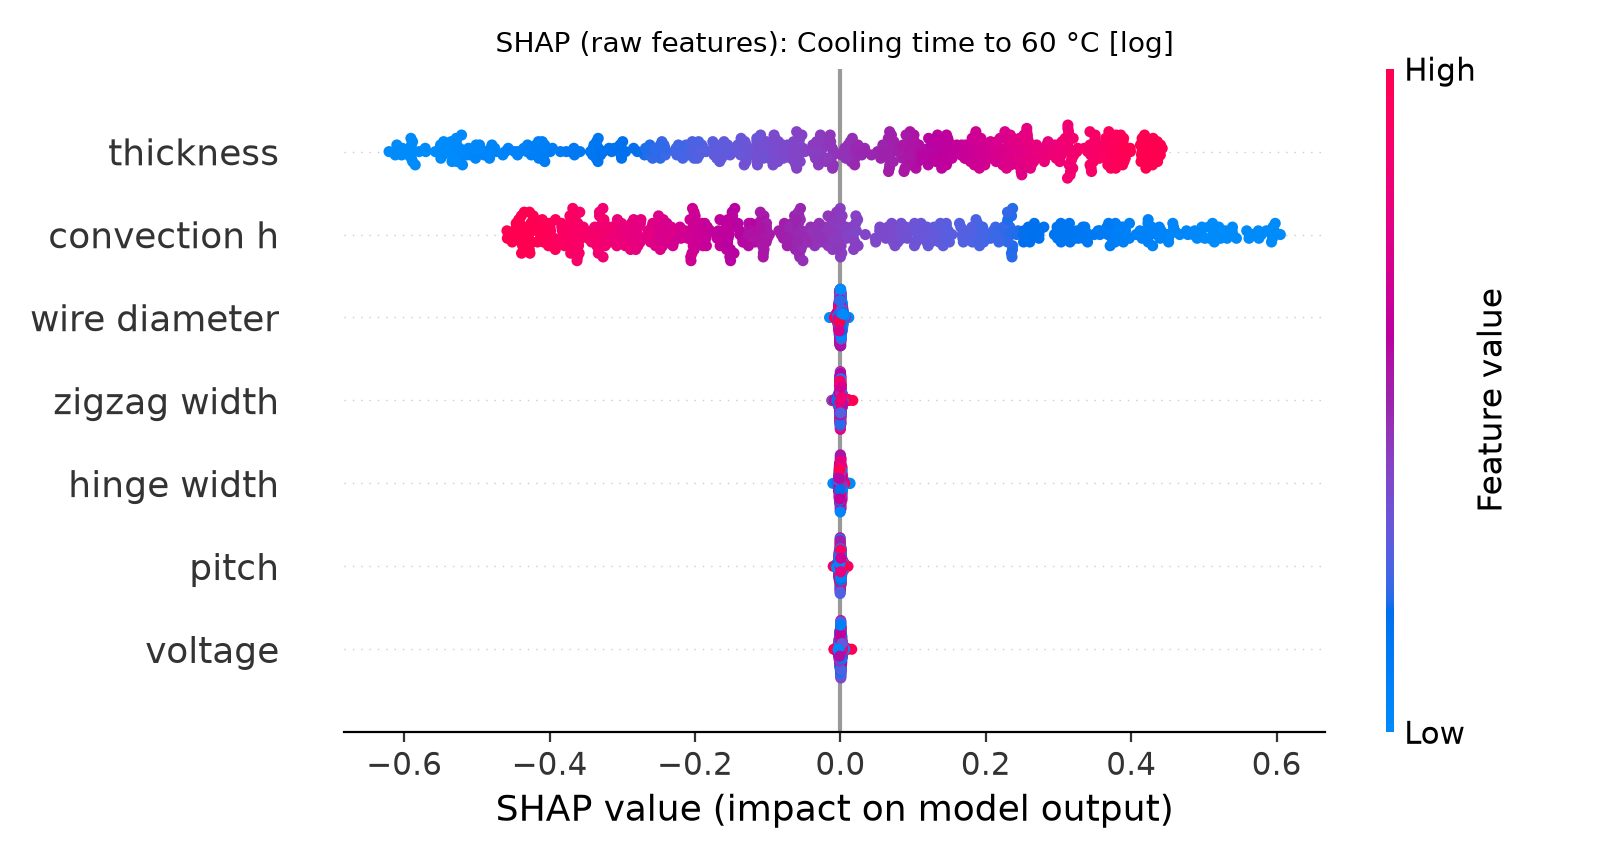 SHAP (raw features): Cooling time to 60 °C [log]
High
thickness
convection h
wire diameter
zigzag width
hinge width
pitch
voltage
Feature value
Low
−0.6 −0.4 −0.2 0.0 0.2 0.4 0.6
SHAP value (impact on model output)